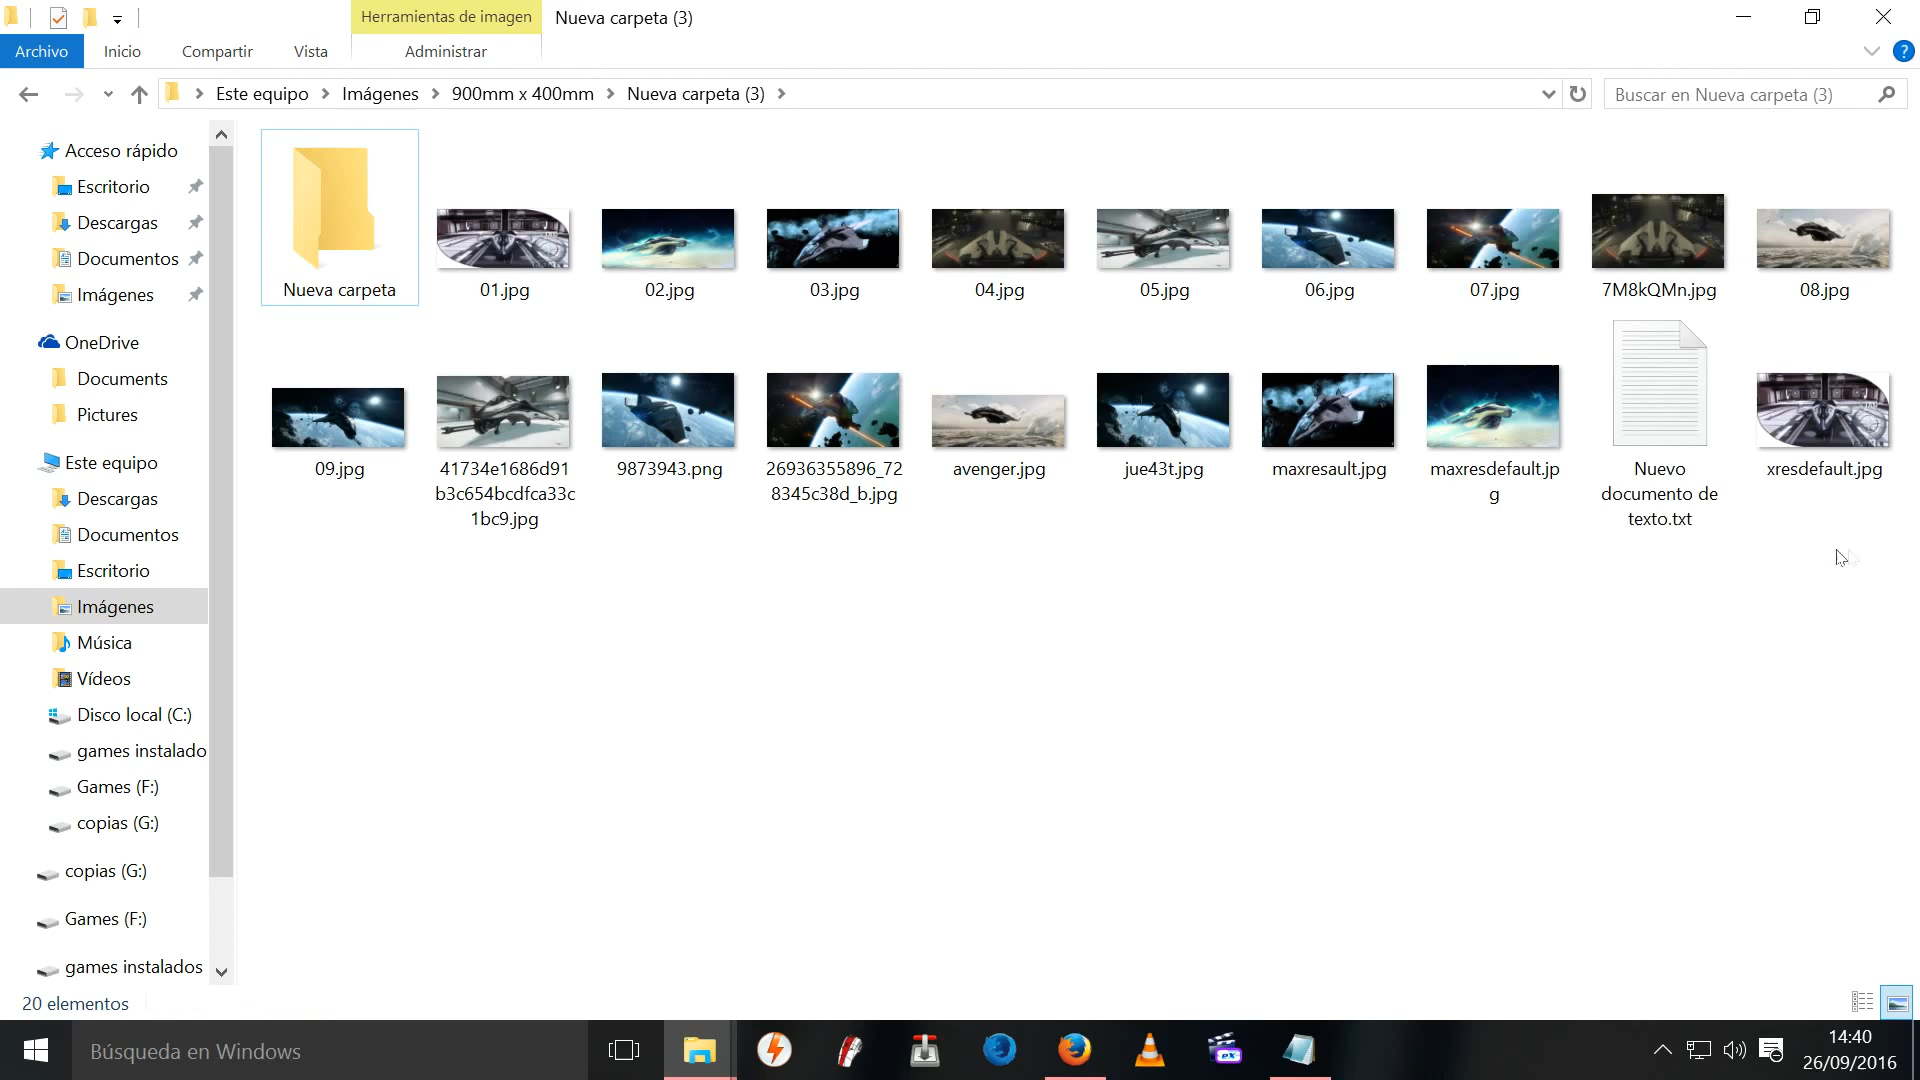 Herramientas de imagen
Nueva carpeta (3)
Archivo
Inicio
Compartir
Vista
Administrar
?
Este equipo
Imágenes
900mm x 400mm
Nueva carpeta (3)
Buscar en Nueva carpeta (3)
Acceso rápido
Escritorio
Descargas
Documentos
Imágenes
OneDrive
Documents
Pictures
Este equipo
Descargas
Documentos
Escritorio
Imágenes
Música
Vídeos
Disco local (C:)
games instalado
Games (F:)
copias (G:)
copias (G:)
Games (F:)
games instalados
Nueva carpeta
01.jpg
02.jpg
03.jpg
04.jpg
05.jpg
06.jpg
07.jpg
7M8kQMn.jpg
08.jpg
09.jpg
41734e1686d91
b3c654bcdfca33c
1bc9.jpg
9873943.png
26936355896_72
8345c38d_b.jpg
avenger.jpg
jue43t.jpg
maxresault.jpg
maxresdefault.jp
g
Nuevo
documento de
texto.txt
xresdefault.jpg
20 elementos
Búsqueda en Windows
ex
14:40
26/09/2016